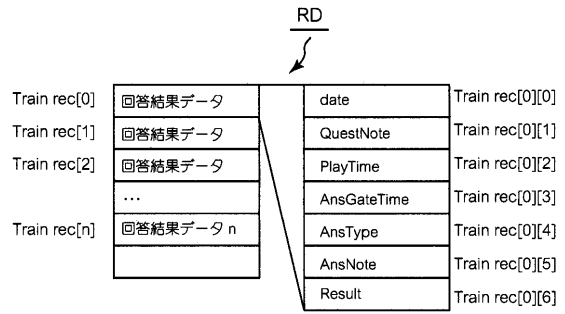 RD
Train rec[0] 回答結果データ date Train rec[0][0]
Train rec[1] 回答結果データ QuestNote Train rec[0][1]
Train rec[2] 回答結果データ PlayTime Train rec[0][2]
… AnsGateTime Train rec[0][3]
Train rec[n] 回答結果データ n AnsType Train rec[0][4]
AnsNote Train rec[0][5]
Result Train rec[0][6]